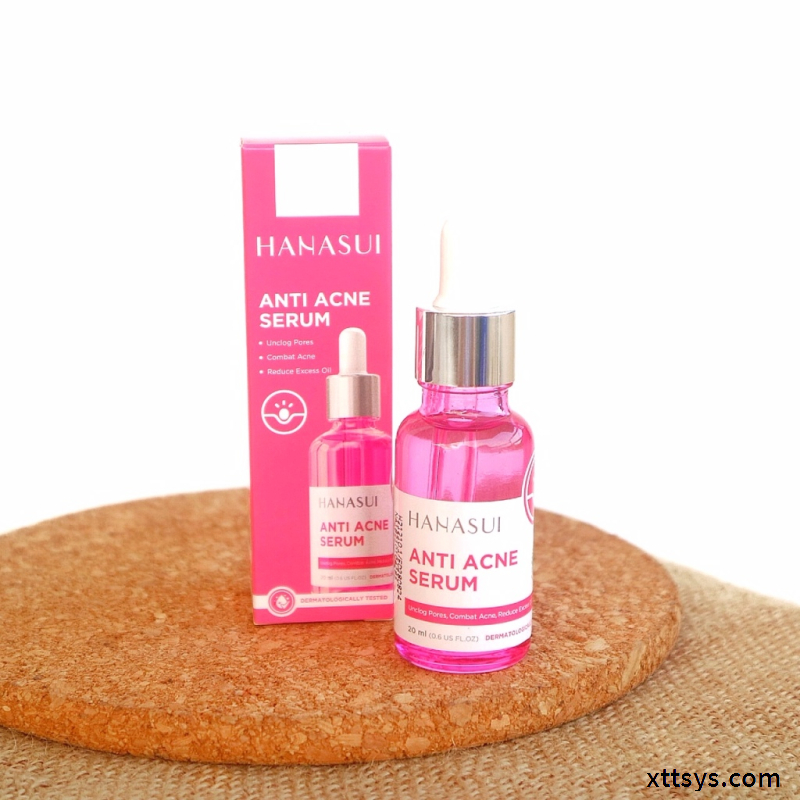 HANASUI
ANTI ACNE
SERUM
• Unclog Pores
• Combat Acne
• Reduce Excess Oil
HANASUI
ANTI ACNE
SERUM
DERMATOLOGICALLY TESTED
HANASUI
ANTI ACNE
SERUM
Unclog Pores, Combat Acne, Reduce Excess
20 ml (0.6 US FL.OZ)
xttsys.com